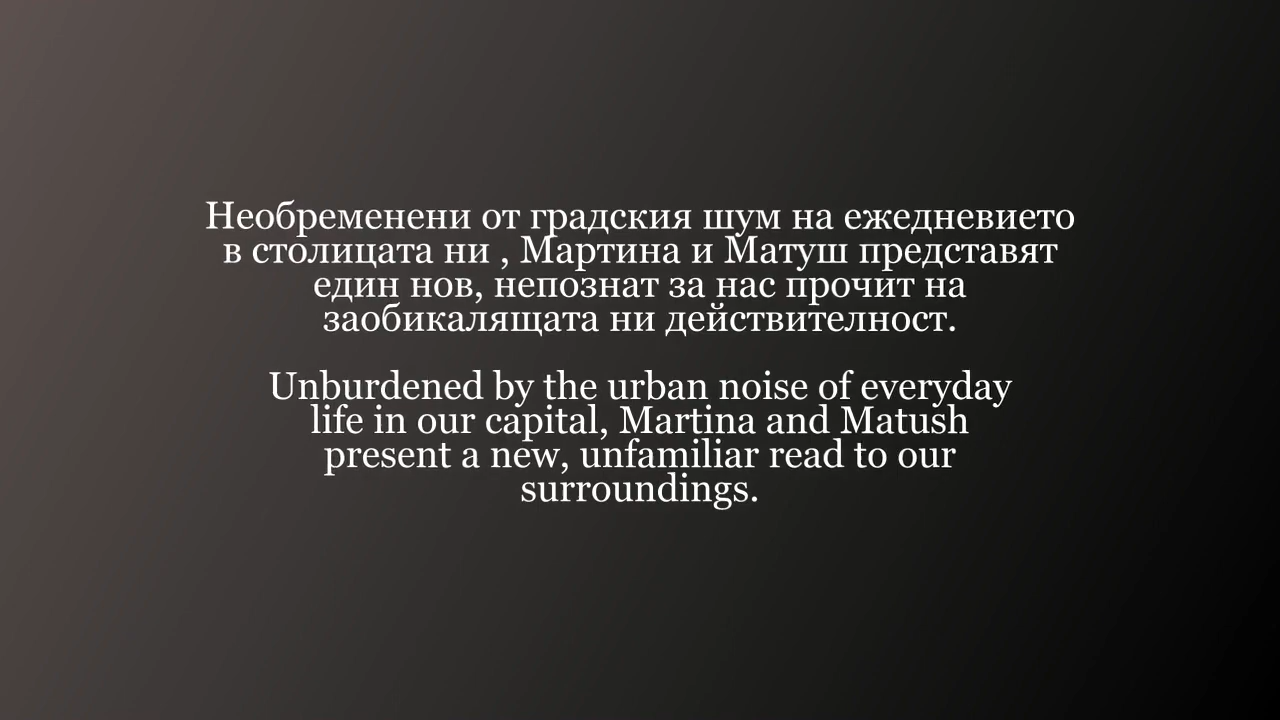 Необременени от градския шум на ежедневието
в столицата ни , Мартина и Матуш представят
един нов, непознат за нас прочит на
заобикалящата ни действителност.
Unburdened by the urban noise of everyday
life in our capital, Martina and Matush
present a new, unfamiliar read to our
surroundings.